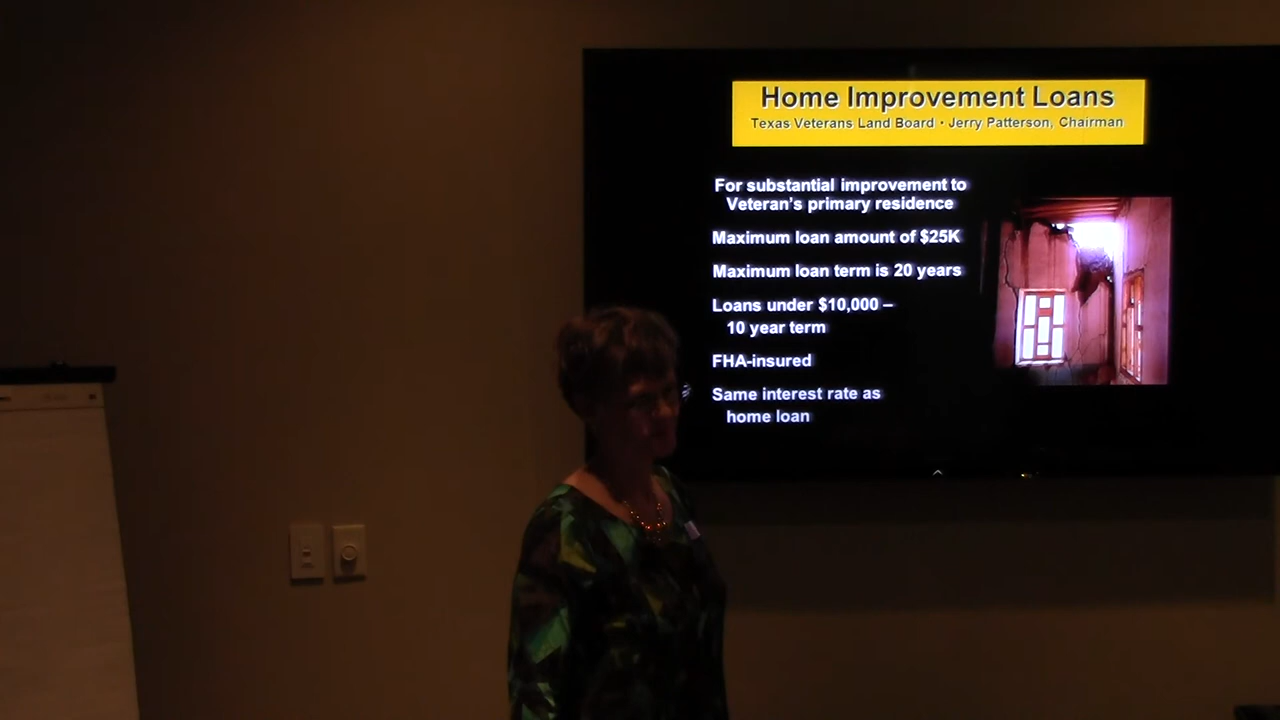 Home Improvement Loans
Texas Veterans Land Board • Jerry Patterson, Chairman
For substantial improvement to
Veteran's primary residence
Maximum loan amount of $25K
Maximum loan term is 20 years
Loans under $10,000 –
10 year term
FHA-insured
Same interest rate as
home loan